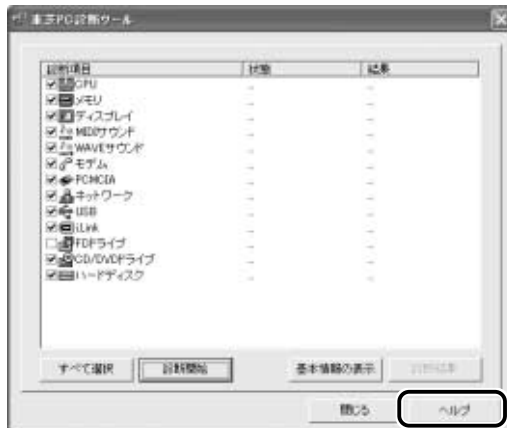 東芝PC診断ツール
診断項目 状態 結果
CPU
メモリ
ディスプレイ
MIDIサウンド
WAVEサウンド
モデム
PCMCIA
ネットワーク
USB
iLink
FDドライブ
CD/DVDドライブ
ハードディスク
すべて選択 診断開始 基本情報の表示 診断結果
閉じる ヘルプ